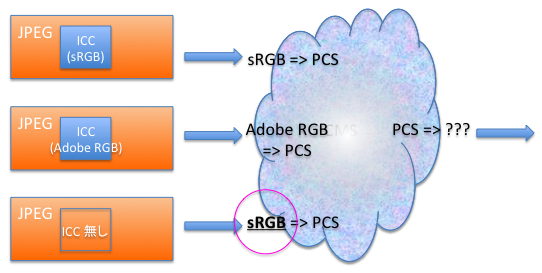 JPEG
ICC
(sRGB)
sRGB => PCS
JPEG
ICC
(Adobe RGB)
Adobe RGB
=> PCS
CMS
PCS => ???
JPEG
ICC 無し
sRGB => PCS